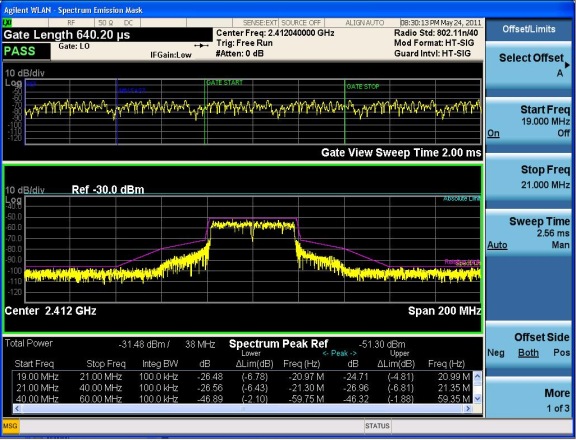 Agilent WLAN - Spectrum Emission Mask
RF 50 Ω DC SENSE:EXT SOURCE OFF ALIGN AUTO 08:30:13 PM May 24, 2011
Gate Length 640.20 µs
Center Freq: 2.412040000 GHz
Radio Std: 802.11n/40
PASS
Gate: LO
Trig: Free Run
Mod Format: HT-SIG
IFGain:Low
#Atten: 0 dB
Guard Intvl: HT-SIG
10 dB/div
Log
GATE START
GATE STOP
Gate View Sweep Time 2.00 ms
10 dB/div
Ref -30.0 dBm
Log
Absolute Limit
-40.0
-50.0
-60.0
-70.0
-80.0
-90.0
-100
-110
-120
Center 2.412 GHz
Span 200 MHz
Total Power -31.48 dBm / 38 MHz Spectrum Peak Ref -51.30 dBm
Lower <- Peak -> Upper
Start Freq Stop Freq Integ BW dB ΔLim(dB) Freq (Hz) dB ΔLim(dB) Freq (Hz)
19.00 MHz 21.00 MHz 100.0 kHz -26.48 (-6.78) -20.97 M -24.71 (-4.81) 20.99 M
21.00 MHz 40.00 MHz 100.0 kHz -26.56 (-6.43) -21.30 M -26.96 (-6.81) 21.35 M
40.00 MHz 60.00 MHz 100.0 kHz -46.89 (-2.10) -59.75 M -46.32 (-1.88) 59.35 M
MSG
STATUS
Offset/Limits
Select Offset
A
Start Freq
19.000 MHz
On Off
Stop Freq
21.000 MHz
Sweep Time
2.56 ms
Auto Man
Offset Side
Neg Both Pos
More
1 of 3